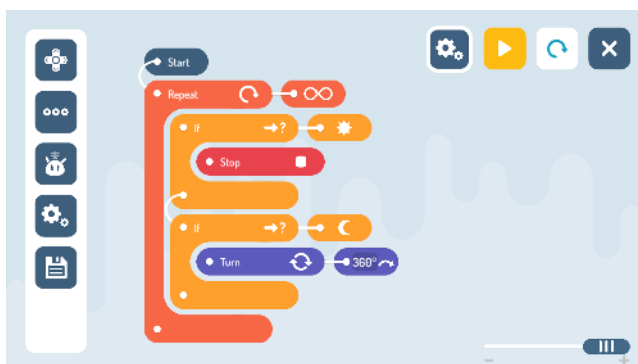 Start
Repeat
If →?
Stop
If →?
Turn 360°
- +